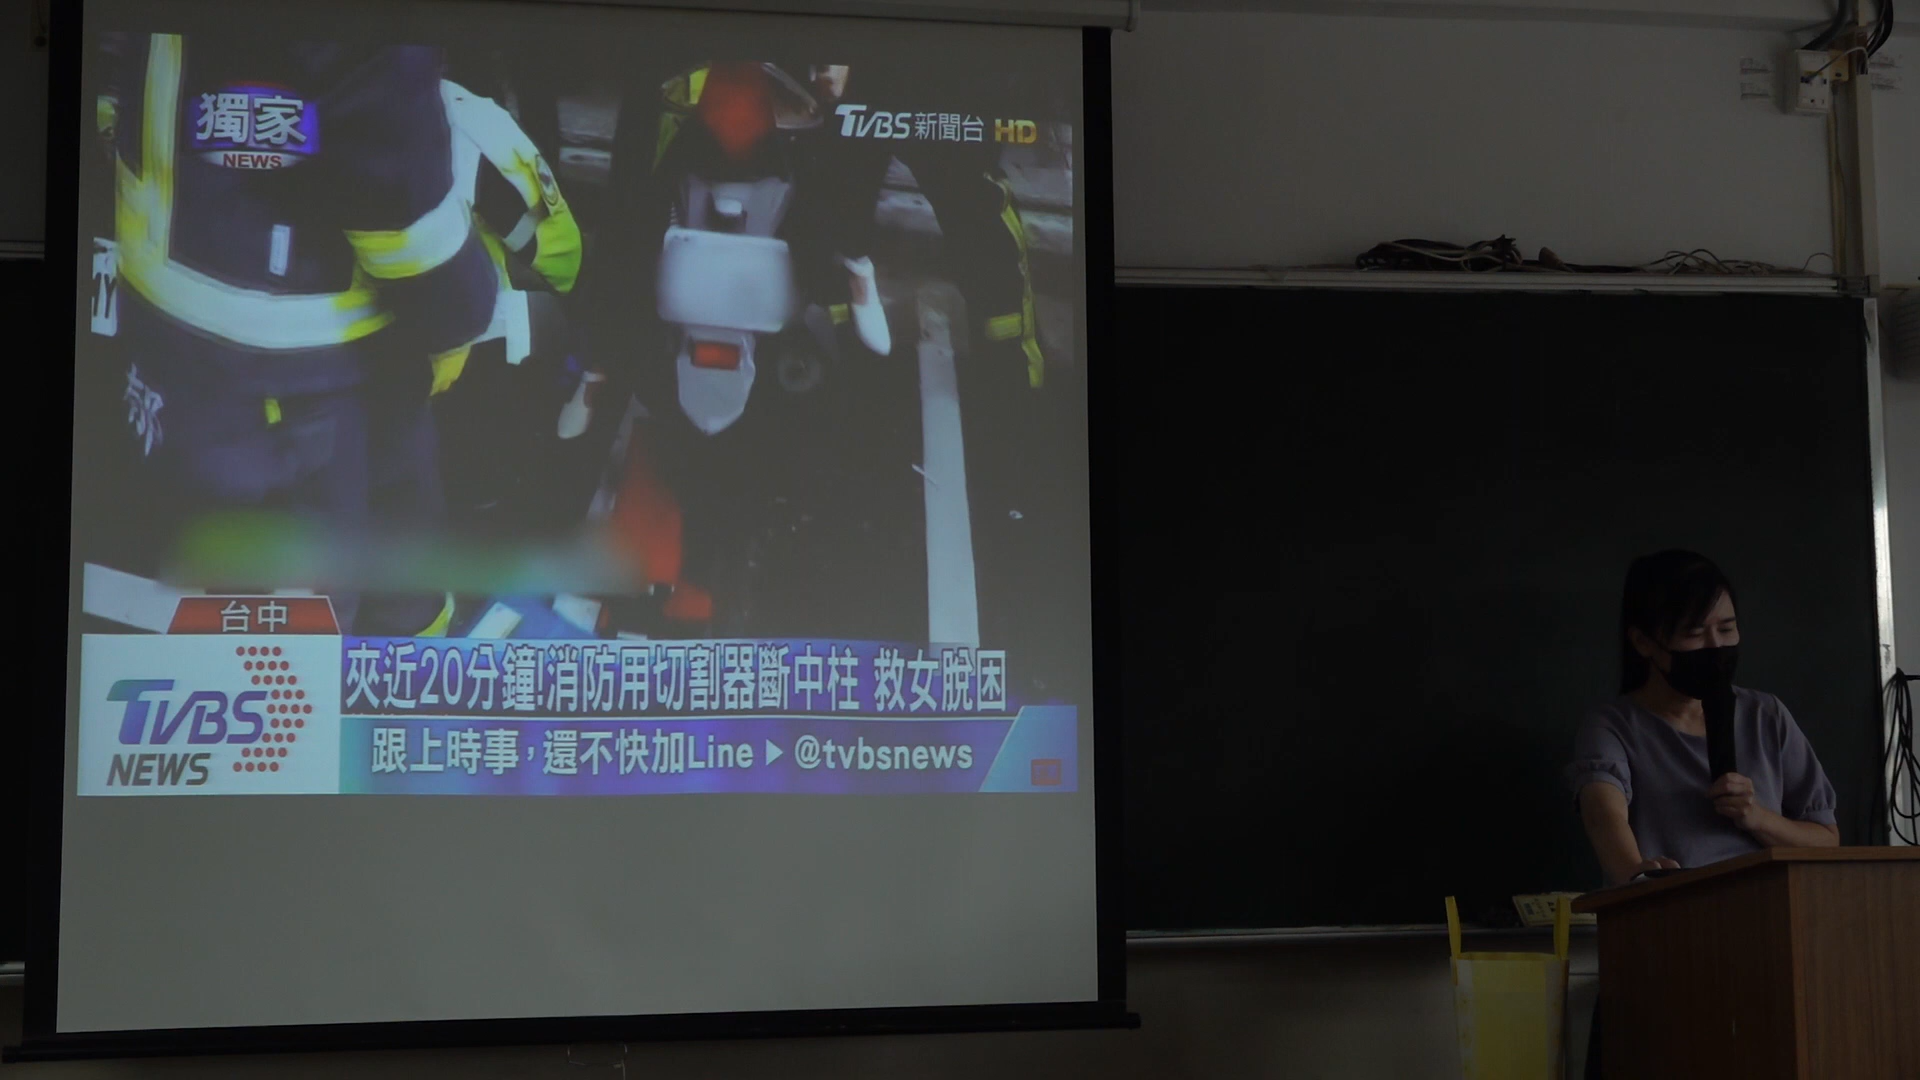 獨家
NEWS
TVBS新聞台 HD
台中
夾近20分鐘!消防用切割器斷中柱 救女脫困
TVBS
NEWS
跟上時事,還不快加Line▶@tvbsnews